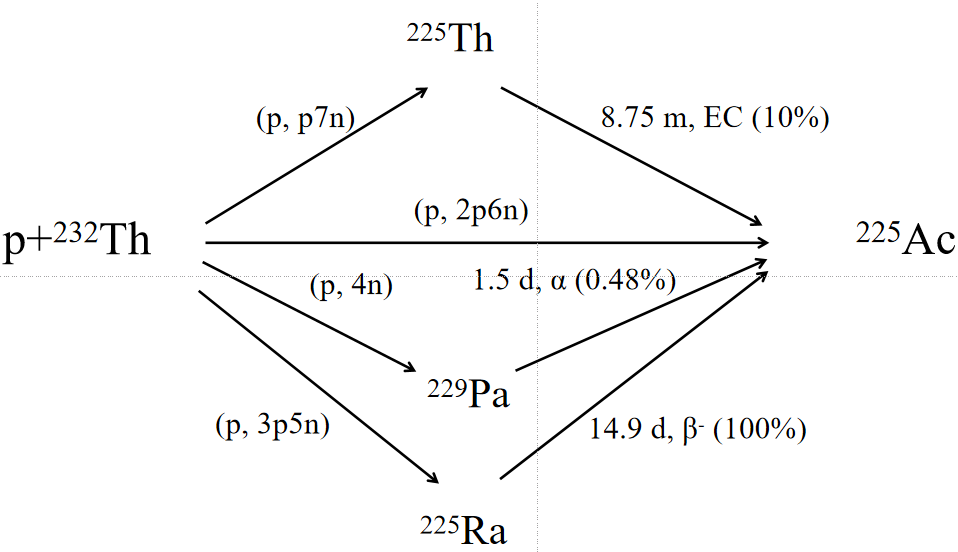 ²²⁵Th
(p, p7n)
8.75 m, EC (10%)
(p, 2p6n)
p+²³²Th
²²⁵Ac
(p, 4n)
1.5 d, α (0.48%)
²²⁹Pa
(p, 3p5n)
14.9 d, β⁻ (100%)
²²⁵Ra